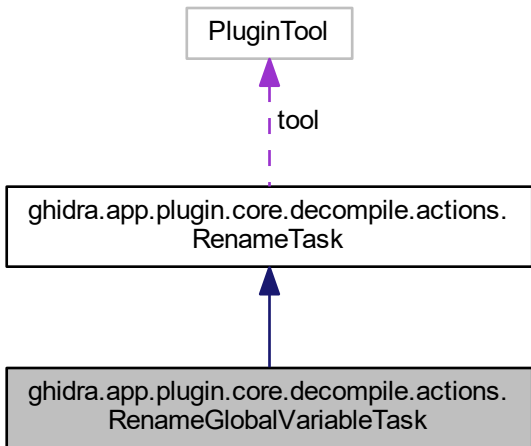 PluginTool
tool
ghidra.app.plugin.core.decompile.actions.
RenameTask
ghidra.app.plugin.core.decompile.actions.
RenameGlobalVariableTask